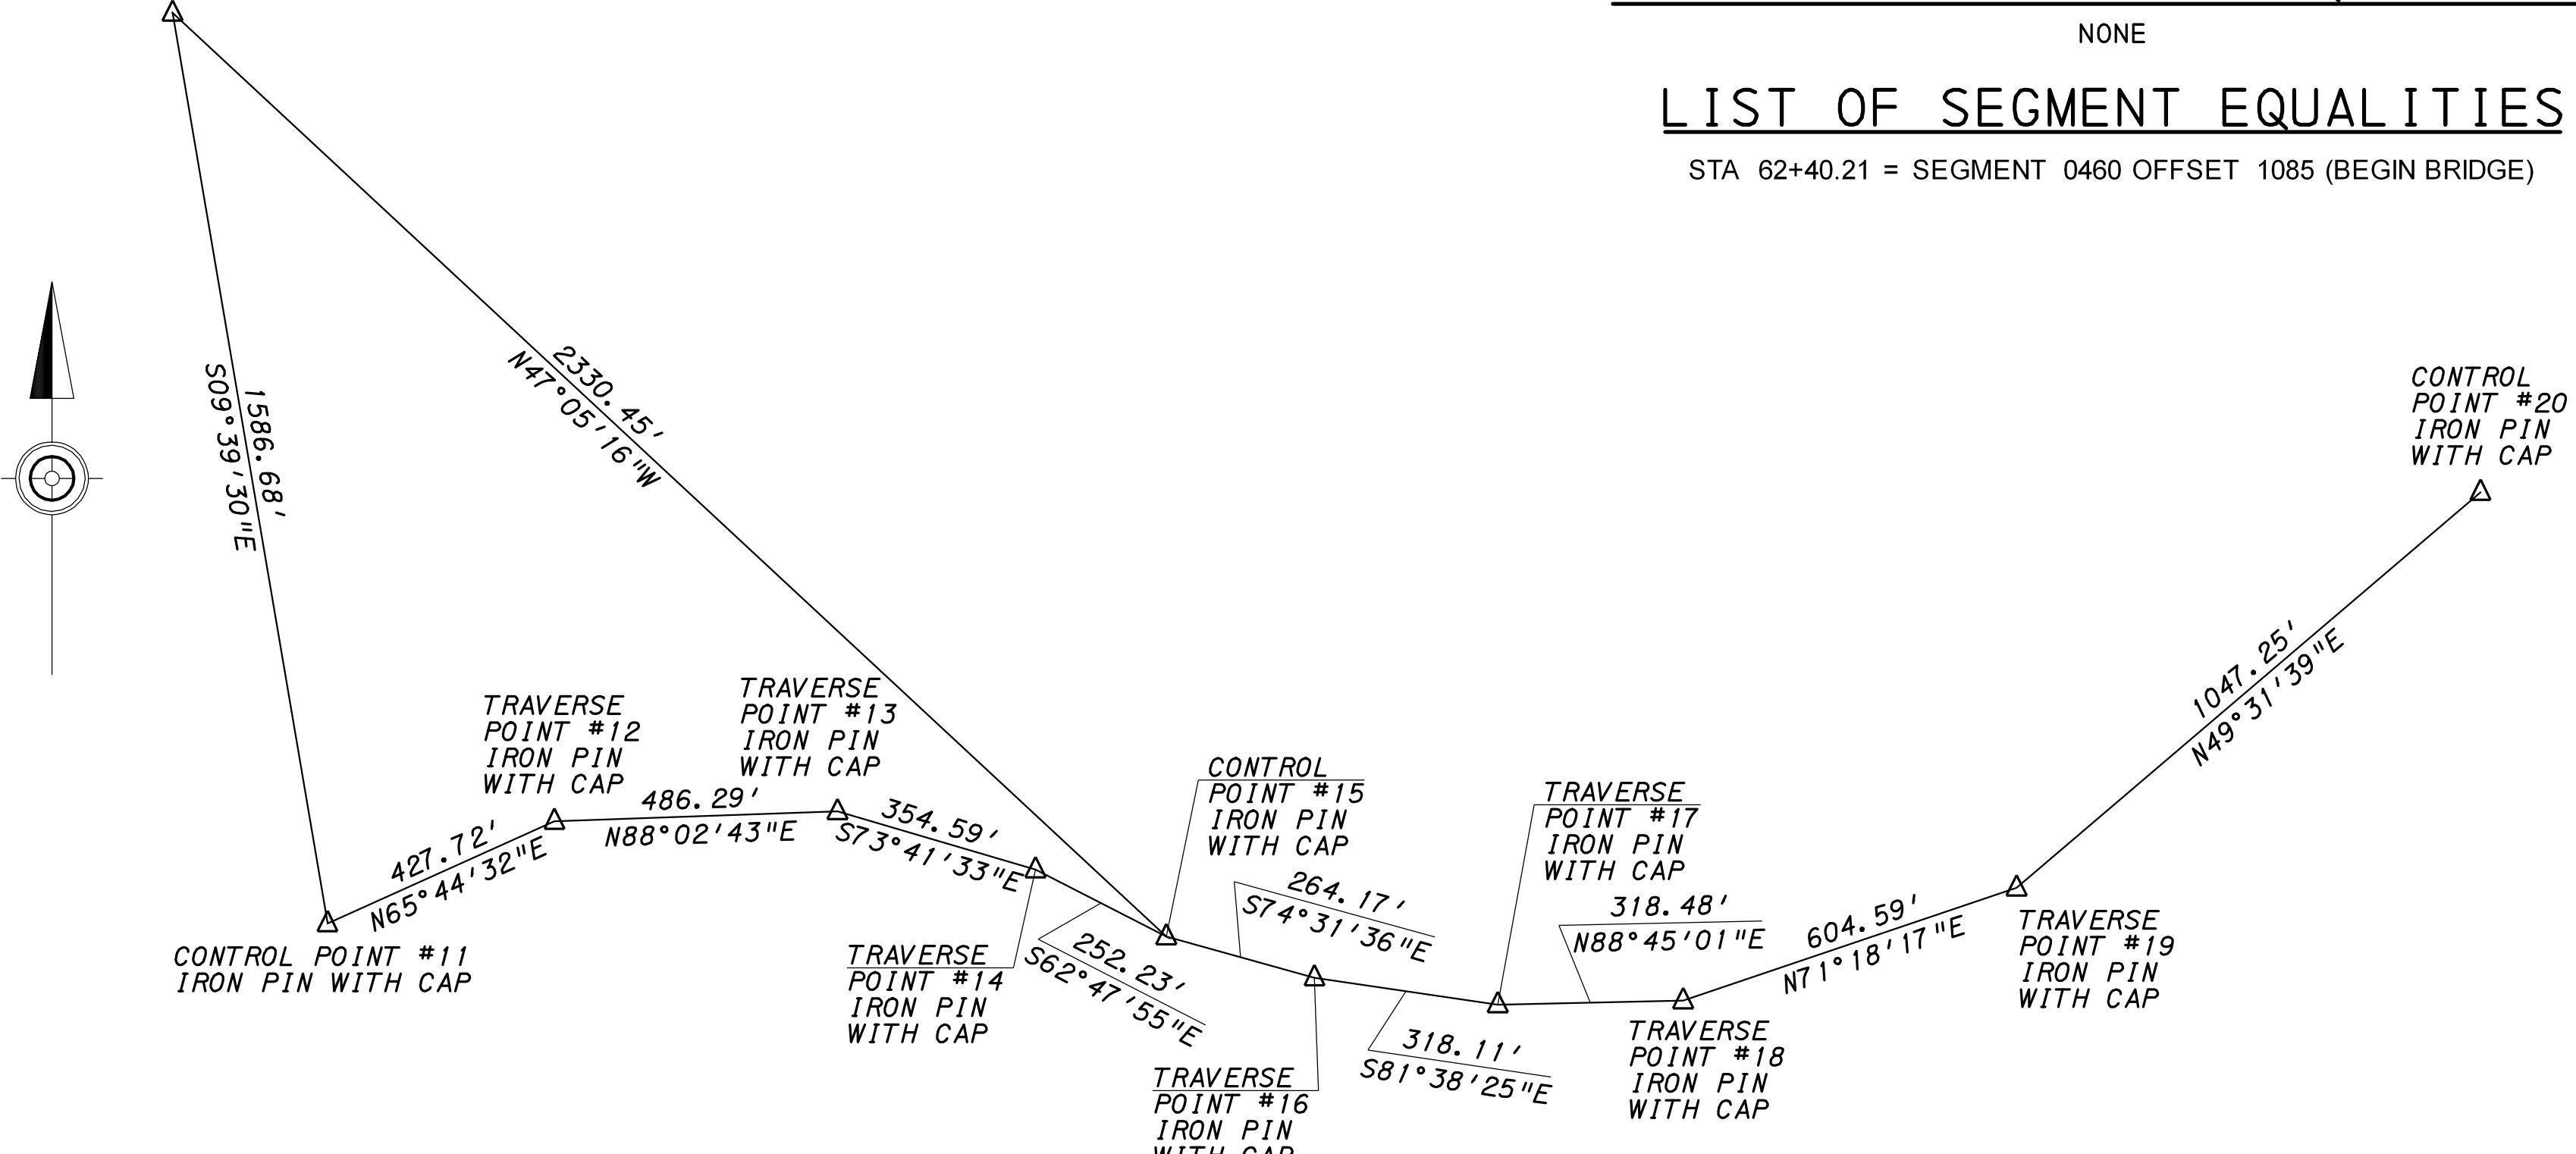 NONE
LIST OF SEGMENT EQUALITIES
STA 62+40.21 = SEGMENT 0460 OFFSET 1085 (BEGIN BRIDGE)
1586.68'
S09°39'30"E
2330.45'
N47°05'16"W
CONTROL
POINT #20
IRON PIN
WITH CAP
1047.25'
N49°31'39"E
TRAVERSE
POINT #12
IRON PIN
WITH CAP
TRAVERSE
POINT #13
IRON PIN
WITH CAP
CONTROL
POINT #15
IRON PIN
WITH CAP
TRAVERSE
POINT #17
IRON PIN
WITH CAP
427.72'
N65°44'32"E
486.29'
N88°02'43"E
354.59'
S73°41'33"E
264.17'
S74°31'36"E
318.48'
N88°45'01"E
604.59'
N71°18'17"E
CONTROL POINT #11
IRON PIN WITH CAP
TRAVERSE
POINT #14
IRON PIN
WITH CAP
252.23'
S62°47'55"E
TRAVERSE
POINT #19
IRON PIN
WITH CAP
318.11'
S81°38'25"E
TRAVERSE
POINT #18
IRON PIN
WITH CAP
TRAVERSE
POINT #16
IRON PIN
WITH CAP